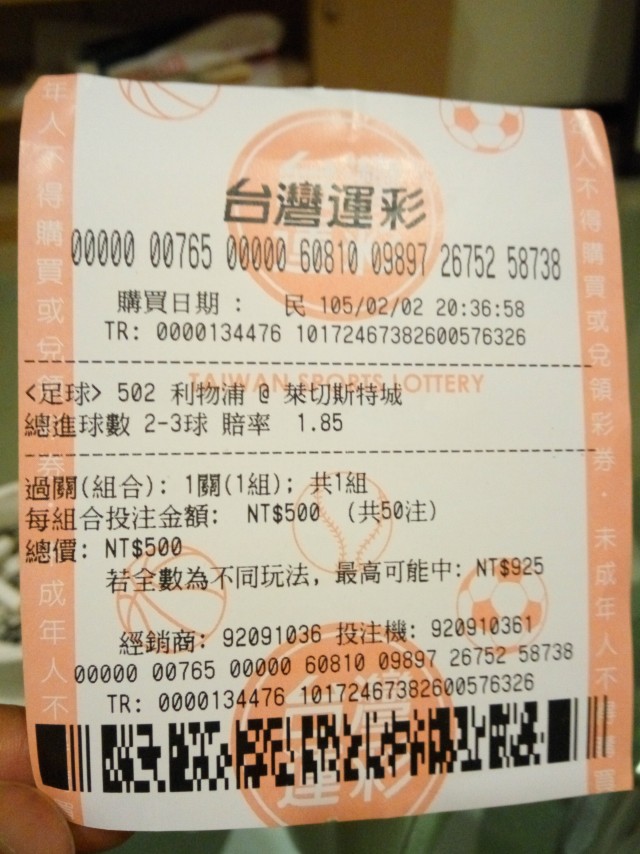 台灣運彩
00000 00765 00000 60810 09897 26752 58738
購買日期: 民 105/02/02 20:36:58
TR: 0000134476 10172467382600576326
TAIWAN SPORTS LOTTERY
<足球> 502 利物浦 @ 萊切斯特城
總進球數 2-3球 賠率 1.85
過關(組合): 1關(1組); 共1組
每組合投注金額: NT$500 (共50注)
總價: NT$500
若全數為不同玩法, 最高可能中: NT$925
經銷商: 92091036 投注機: 920910361
00000 00765 00000 60810 09897 26752 58738
TR: 0000134476 10172467382600576326
年人不得購買或兌
券
成年人不
年人不得購買或兌領彩券．未成年人不得
買